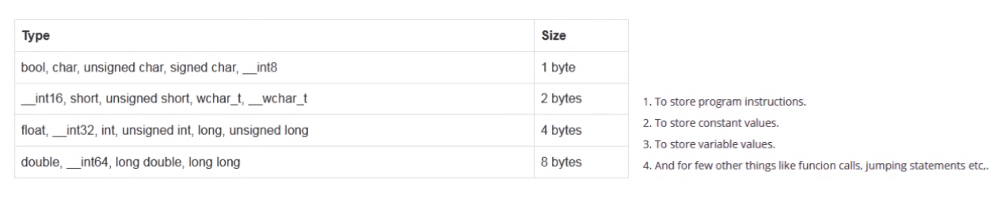 Type Size
bool, char, unsigned char, signed char, __int8 1 byte
__int16, short, unsigned short, wchar_t, __wchar_t 2 bytes
float, __int32, int, unsigned int, long, unsigned long 4 bytes
double, __int64, long double, long long 8 bytes
1. To store program instructions.
2. To store constant values.
3. To store variable values.
4. And for few other things like funcion calls, jumping statements etc,.